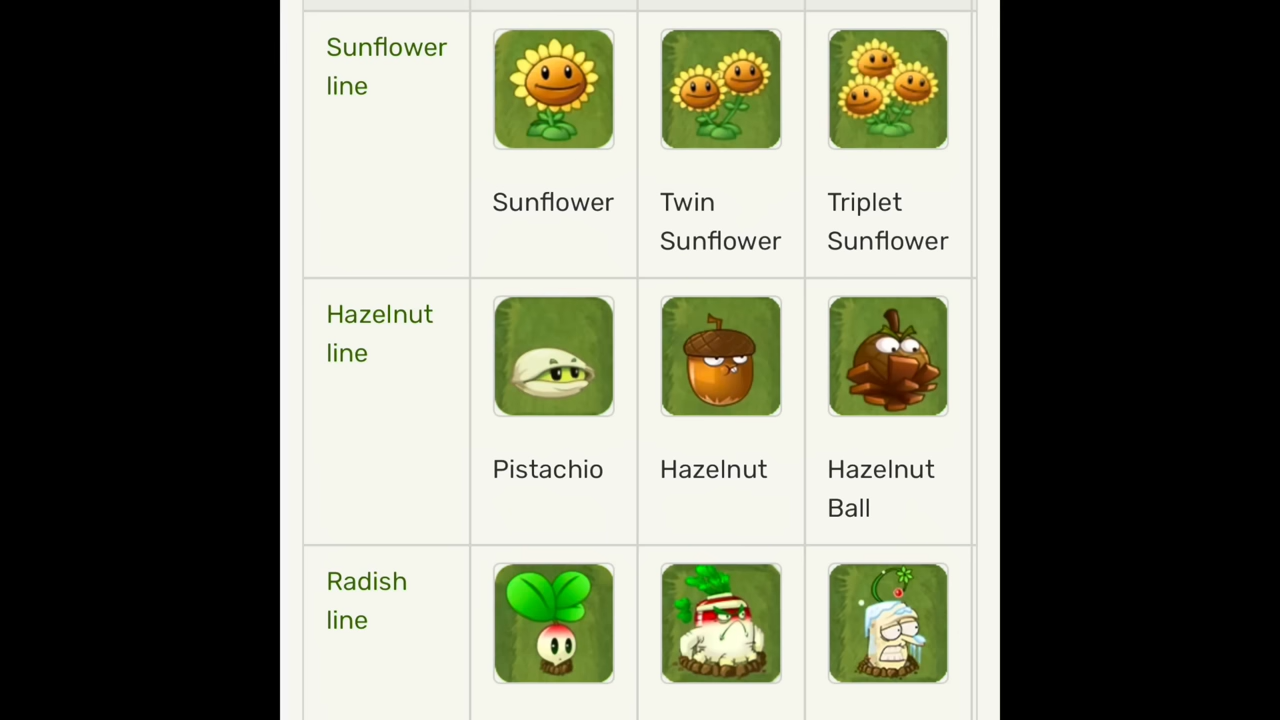 Sunflower
line
Sunflower
Twin
Sunflower
Triplet
Sunflower
Hazelnut
line
Pistachio
Hazelnut
Hazelnut
Ball
Radish
line